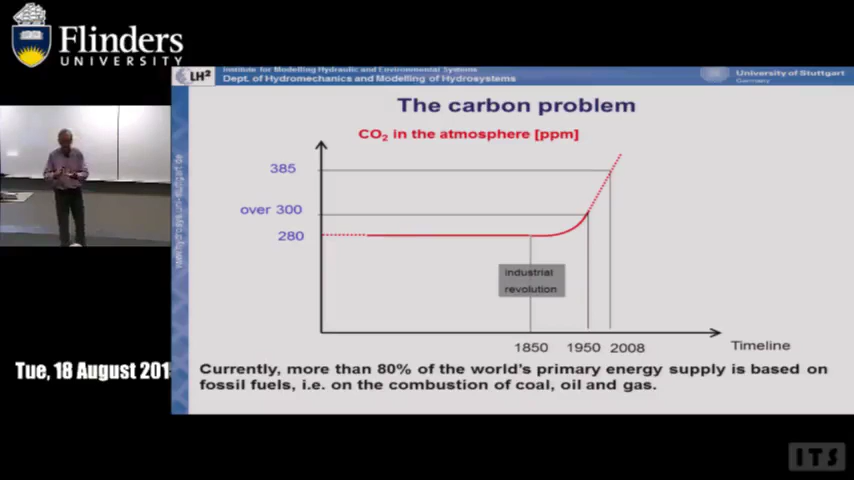 Flinders
UNIVERSITY
Institute for Modelling Hydraulic and Environmental Systems
LH²
Dept. of Hydromechanics and Modelling of Hydrosystems
University of Stuttgart
Germany
The carbon problem
CO₂ in the atmosphere [ppm]
385
over 300
280
industrial
revolution
1850
1950
2008
Timeline
Tue, 18 August 201
Currently, more than 80% of the world's primary energy supply is based on
fossil fuels, i.e. on the combustion of coal, oil and gas.
ITS